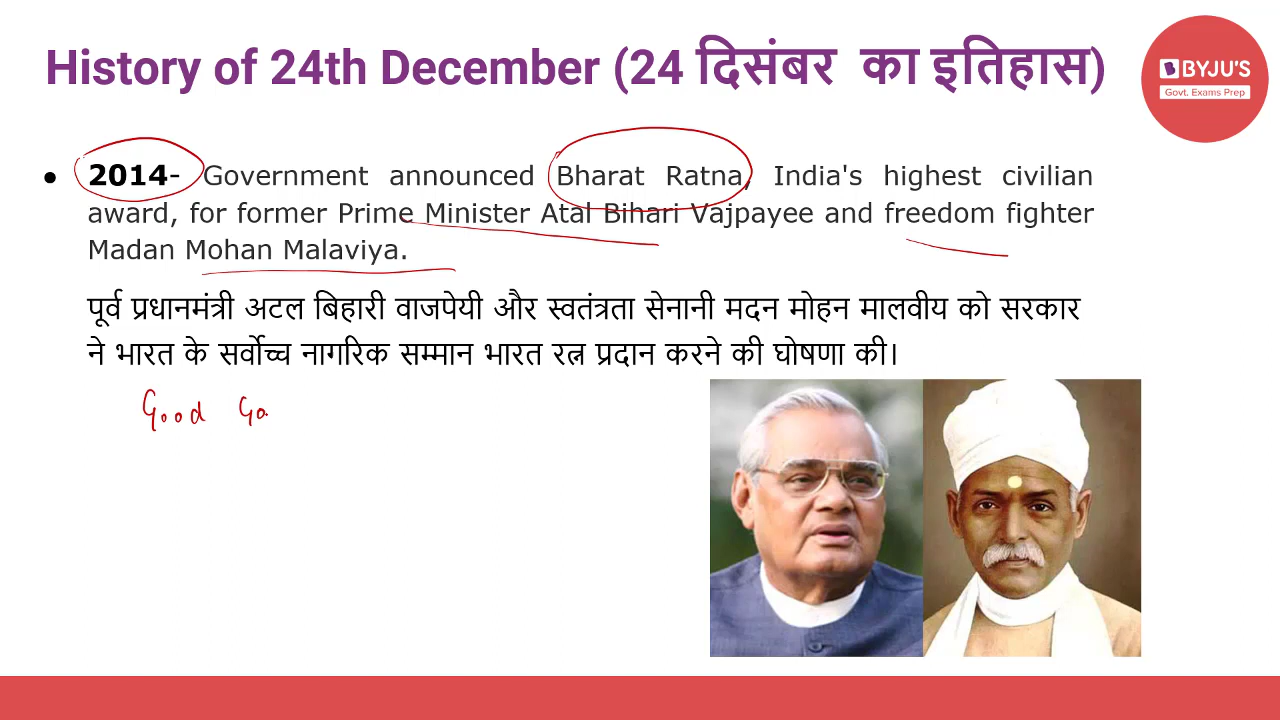 History of 24th December (24 दिसंबर का इतिहास)
BYJU'S
Govt. Exams Prep
● 2014- Government announced Bharat Ratna, India's highest civilian
award, for former Prime Minister Atal Bihari Vajpayee and freedom fighter
Madan Mohan Malaviya.
पूर्व प्रधानमंत्री अटल बिहारी वाजपेयी और स्वतंत्रता सेनानी मदन मोहन मालवीय को सरकार
ने भारत के सर्वोच्च नागरिक सम्मान भारत रत्न प्रदान करने की घोषणा की।
Good Go